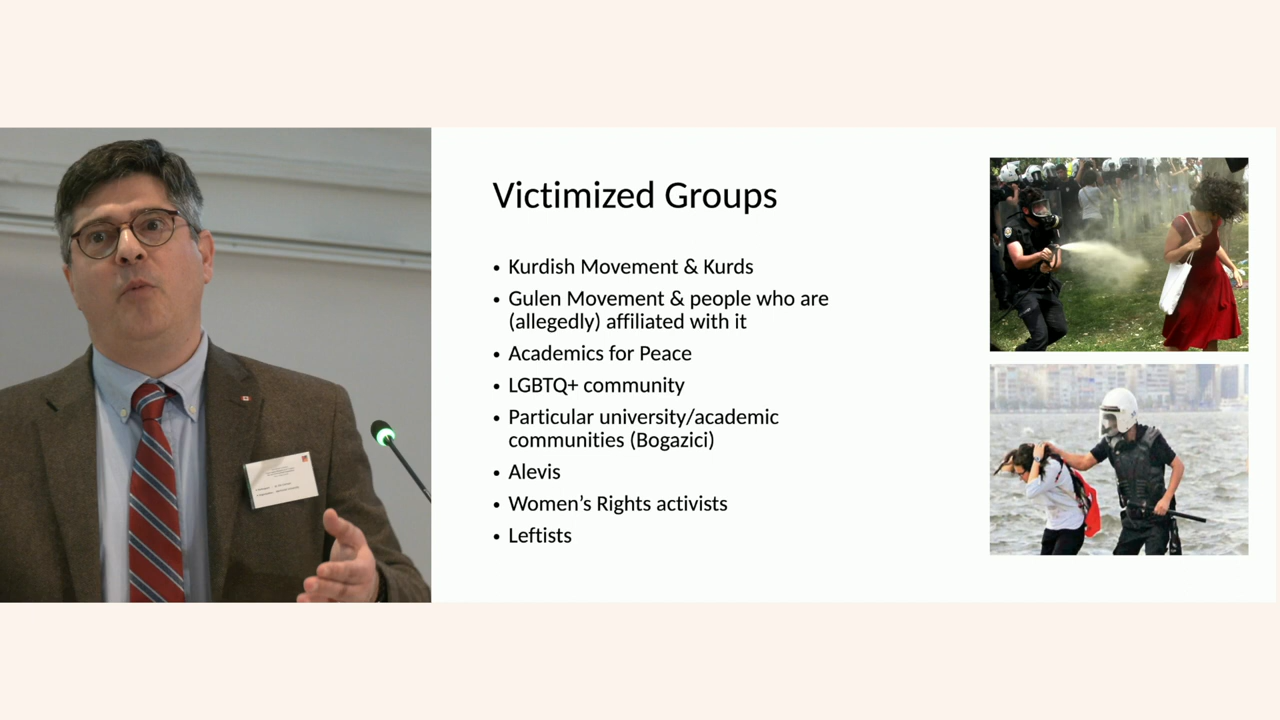 Victimized Groups
• Kurdish Movement & Kurds
• Gulen Movement & people who are
(allegedly) affiliated with it
• Academics for Peace
• LGBTQ+ community
• Particular university/academic
communities (Bogazici)
• Alevis
• Women’s Rights activists
• Leftists